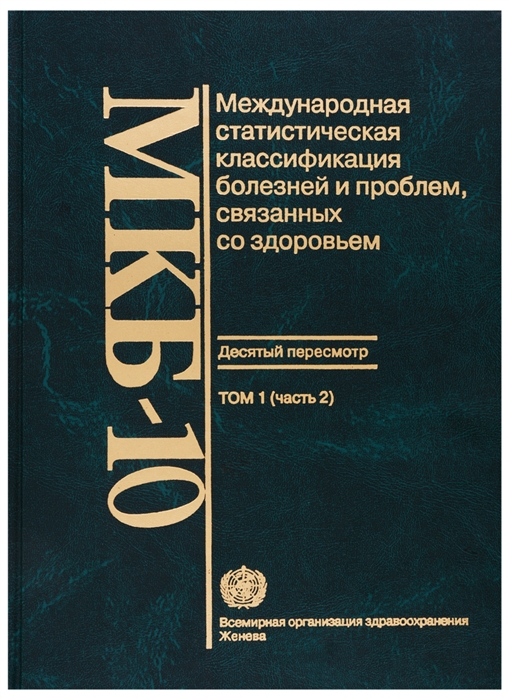 МКБ-10
Международная
статистическая
классификация
болезней и проблем,
связанных
со здоровьем
Десятый пересмотр
ТОМ 1 (часть 2)
Всемирная организация здравоохранения
Женева